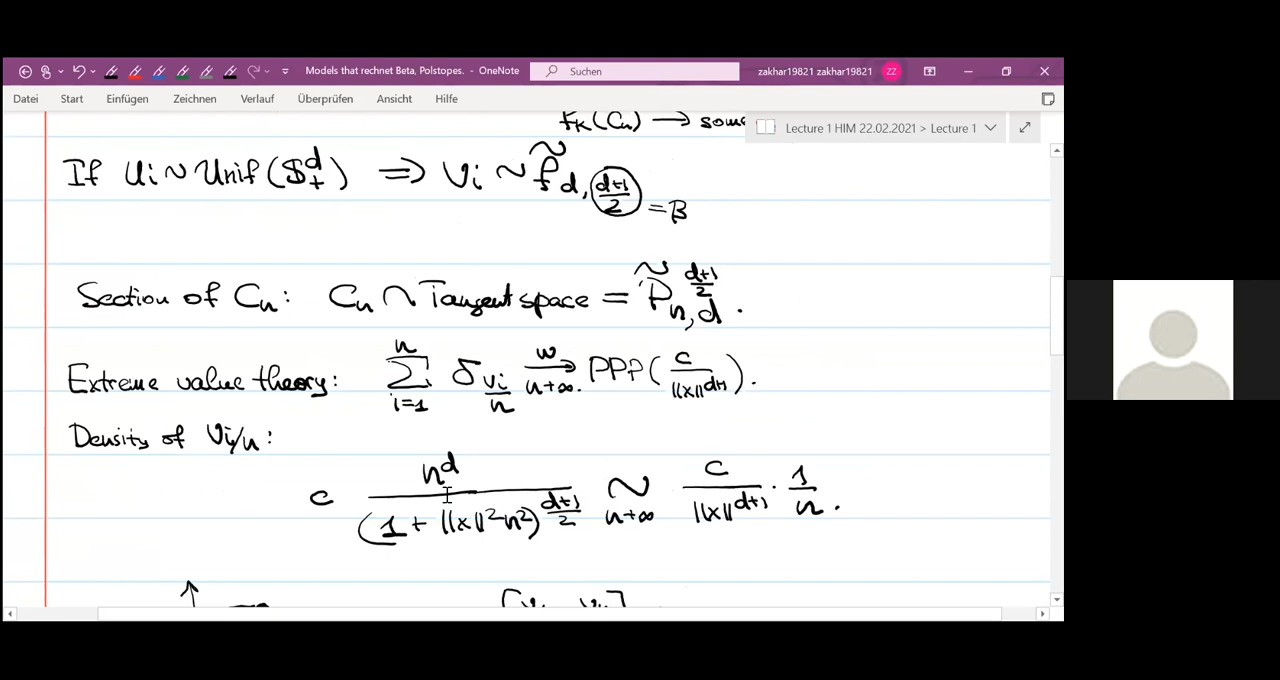 Models that rechnet Beta, Polstopes. - OneNote
Suchen
zakhar19821 zakhar19821
ZZ
Datei Start Einfügen Zeichnen Verlauf Überprüfen Ansicht Hilfe
f_k(C_n) → some
Lecture 1 HIM 22.02.2021 > Lecture 1
If U_i ~ Unif($\mathbb{S}^d_+$) ⇒ V_i ~ f̃_{d, (d+1)/2} = β
Section of C_n: C_n ∩ Tangent space = P̃_{n,d}^{(d+1)/2}.
Extreme value theory: ∑_{i=1}^{n} δ_{V_i/n} →^{w}_{n→∞} PPP(c/||x||^{d+1}).
Density of V_i/n:
c n^d/(1+||x||^2 n^2)^{(d+1)/2} ~_{n→∞} c/||x||^{d+1} · 1/n.